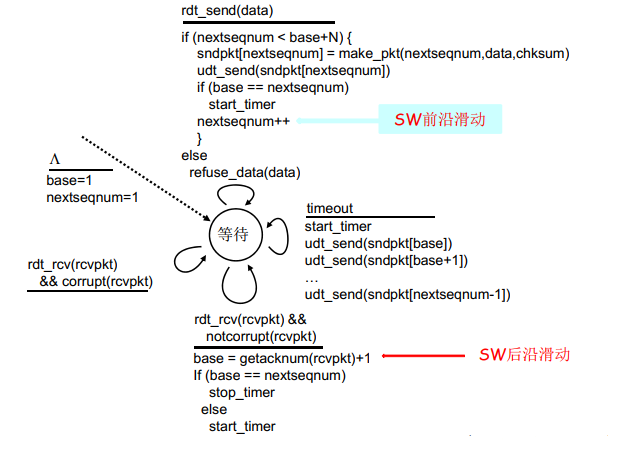 rdt_send(data)
if (nextseqnum < base+N) {
sndpkt[nextseqnum] = make_pkt(nextseqnum,data,chksum)
udt_send(sndpkt[nextseqnum])
if (base == nextseqnum)
start_timer
nextseqnum++
SW前沿滑动
}
else
refuse_data(data)
Λ
base=1
nextseqnum=1
等待
timeout
start_timer
udt_send(sndpkt[base])
udt_send(sndpkt[base+1])
…
udt_send(sndpkt[nextseqnum-1])
rdt_rcv(rcvpkt)
&& corrupt(rcvpkt)
rdt_rcv(rcvpkt) &&
notcorrupt(rcvpkt)
base = getacknum(rcvpkt)+1
SW后沿滑动
If (base == nextseqnum)
stop_timer
else
start_timer